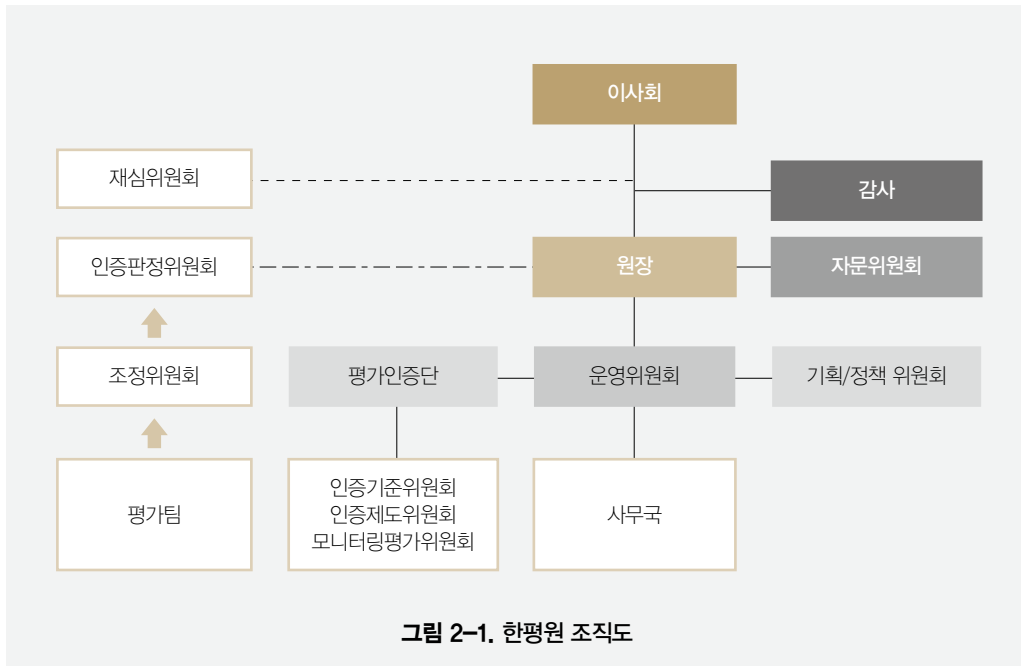 이사회
재심위원회
감사
인증판정위원회
원장
자문위원회
조정위원회
평가인증단
운영위원회
기획/정책 위원회
평가팀
인증기준위원회
인증제도위원회
모니터링평가위원회
사무국
그림 2-1. 한평원 조직도